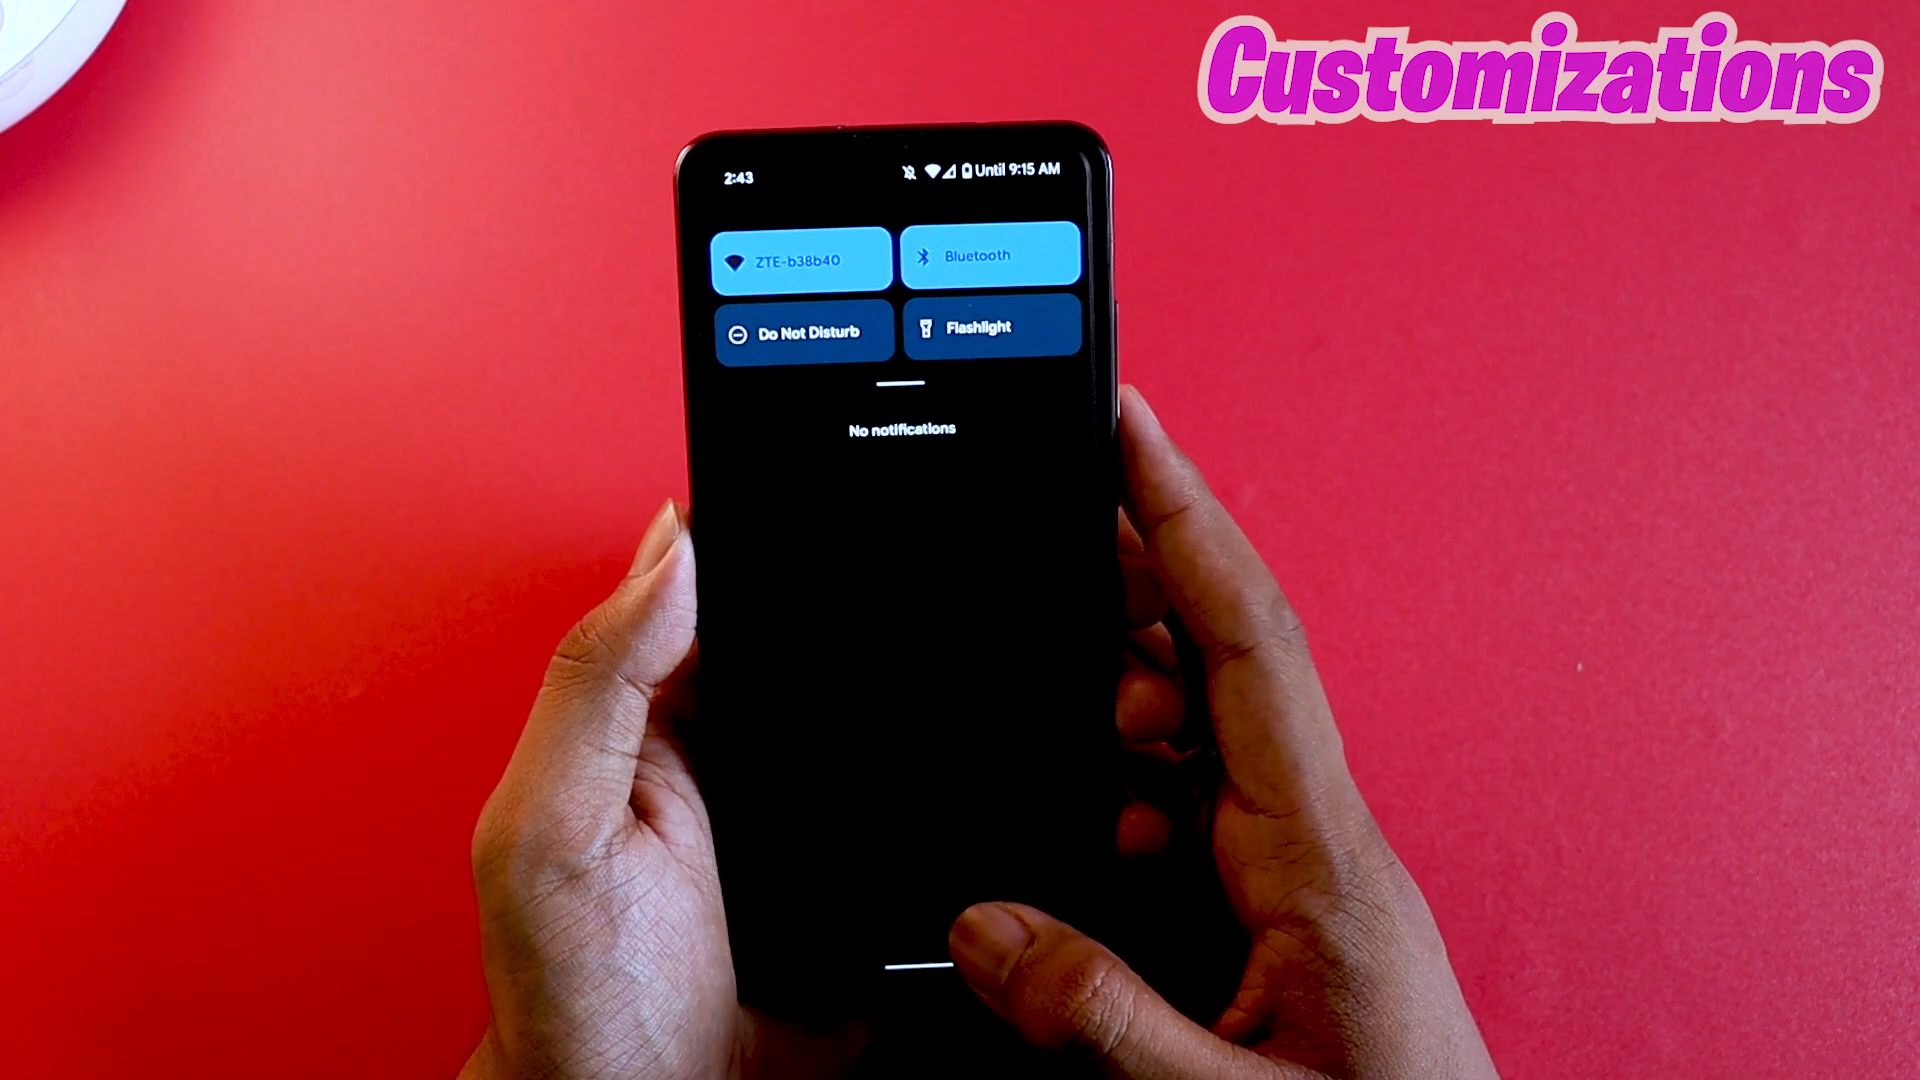 Customizations
2:43
Until 9:15 AM
ZTE-b38b40
Bluetooth
Do Not Disturb
Flashlight
No notifications